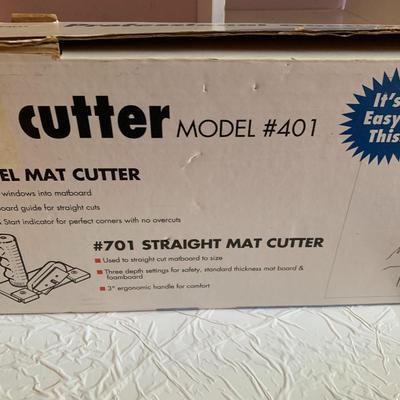 cutter MODEL #401
It's
Easy
This
EL MAT CUTTER
windows into matboard
board guide for straight cuts
& Start indicator for perfect corners with no overcuts
#701 STRAIGHT MAT CUTTER
Used to straight cut matboard to size
Three depth settings for safety, standard thickness mat board &
foamboard
3" ergonomic handle for comfort